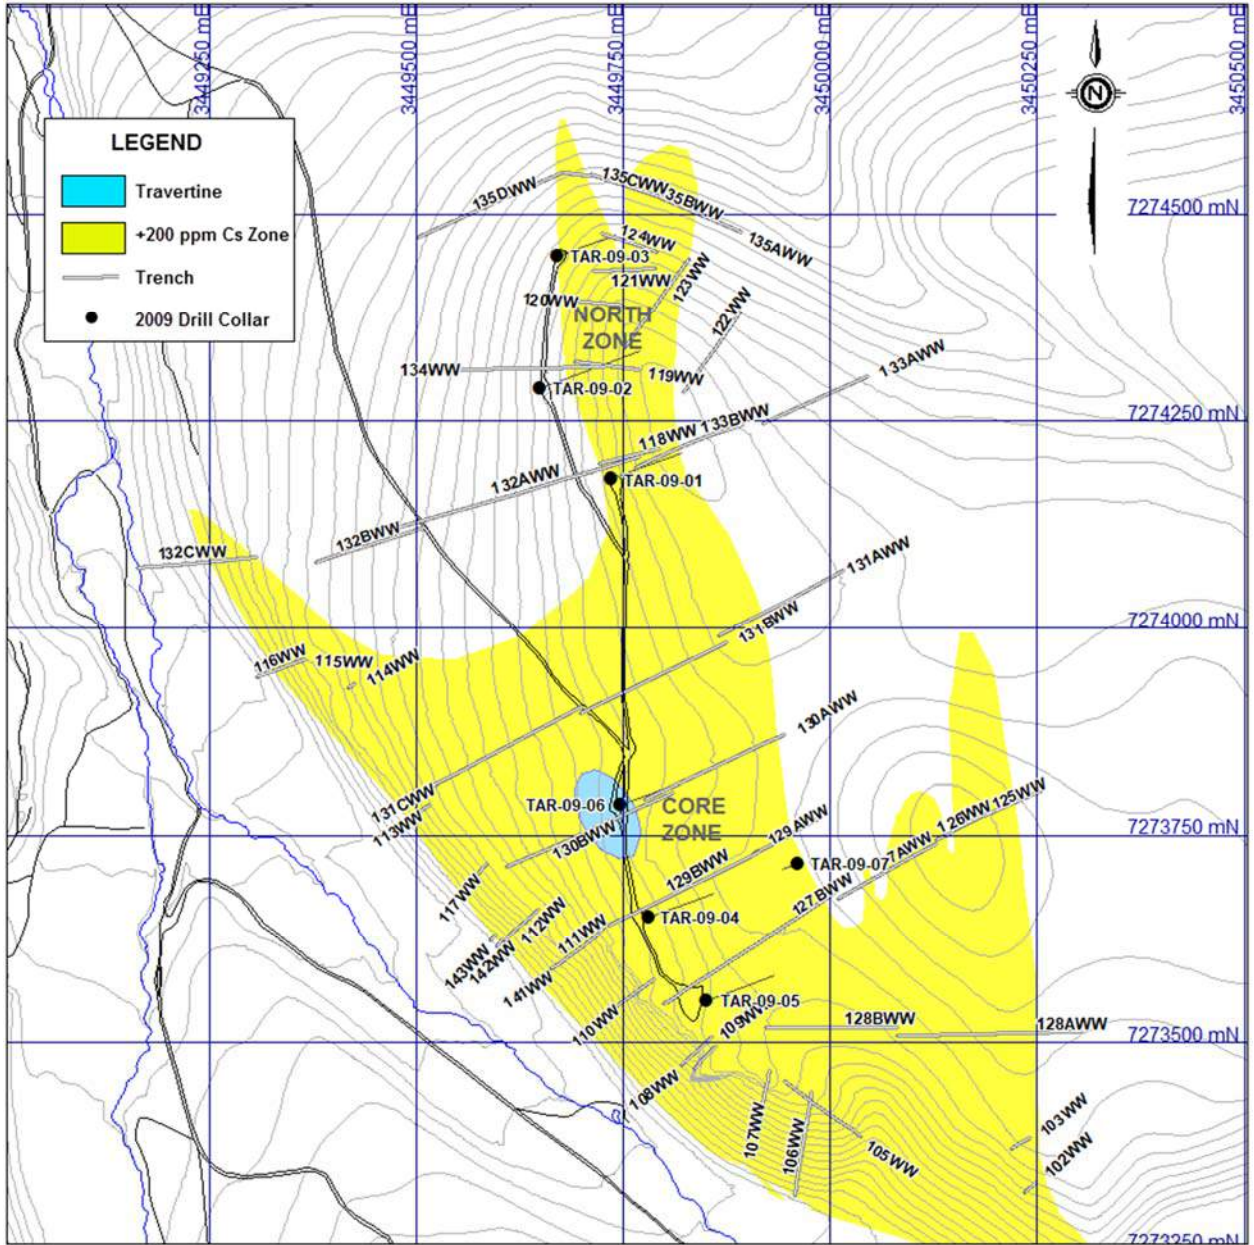 3449250 mE
3449500 mE
3449750 mE
3450000 mE
3450250 mE
3450500 mE
N
LEGEND
Travertine
+200 ppm Cs Zone
Trench
2009 Drill Collar
135DWW
135CWW
35BWW
135AWW
7274500 mN
124WW
TAR-09-03
121WW
123WW
120WW
122WW
NORTH
ZONE
134WW
119WW
133AWW
TAR-09-02
7274250 mN
118WW
133BWW
132AWW
TAR-09-01
132BWW
132CWW
131AWW
7274000 mN
131BWW
116WW
115WW
114WW
130AWW
131CWW
113WW
TAR-09-06
CORE
ZONE
126WW
125WW
129AWW
7273750 mN
130BWW
129BWW
TAR-09-07
7AWW
127BWW
117WW
112WW
111WW
TAR-09-04
143WW
142WW
141WW
110WW
TAR-09-05
109WW
128BWW
128AWW
7273500 mN
108WW
107WW
106WW
105WW
103WW
102WW
7273250 mN